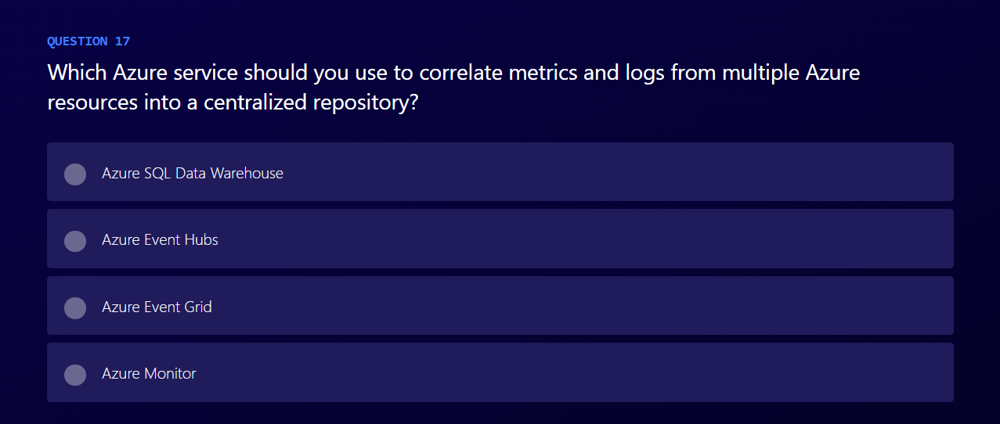 QUESTION 17
Which Azure service should you use to correlate metrics and logs from multiple Azure
resources into a centralized repository?
Azure SQL Data Warehouse
Azure Event Hubs
Azure Event Grid
Azure Monitor